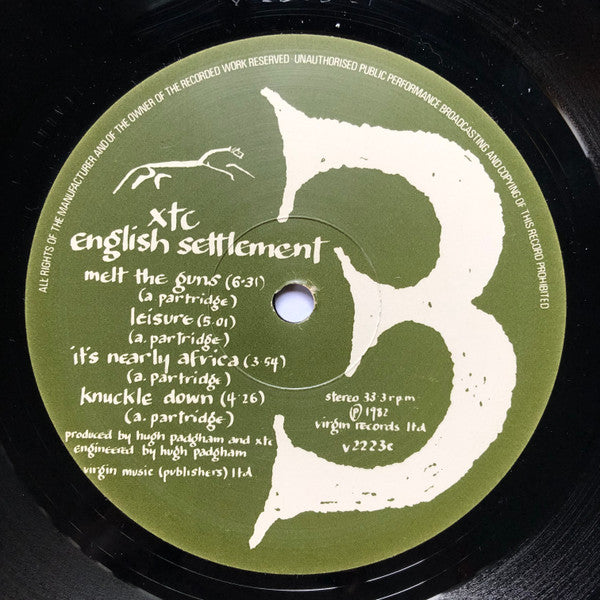 ALL RIGHTS OF THE MANUFACTURER AND OF THE OWNER OF THE RECORDED WORK RESERVED UNAUTHORISED PUBLIC PERFORMANCE BROADCASTING AND COPYING OF THIS RECORD PROHIBITED
3
xtc
english settlement
melt the guns (6·31)
(a partridge)
leisure (5.01)
(a. partridge)
it's nearly africa (3·54)
(a. partridge)
knuckle down (4'26)
(a. partridge)
produced by hugh padgham and xtc
engineered by hugh padgham
virgin music (publishers) ltd
stereo 33·3 rpm
℗ 1982
virgin records ltd
v2223c